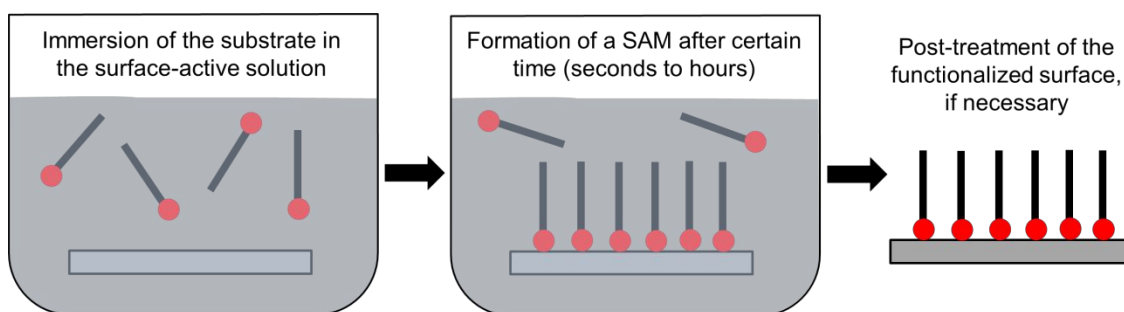 Immersion of the substrate in
the surface-active solution
Formation of a SAM after certain
time (seconds to hours)
Post-treatment of the
functionalized surface,
if necessary